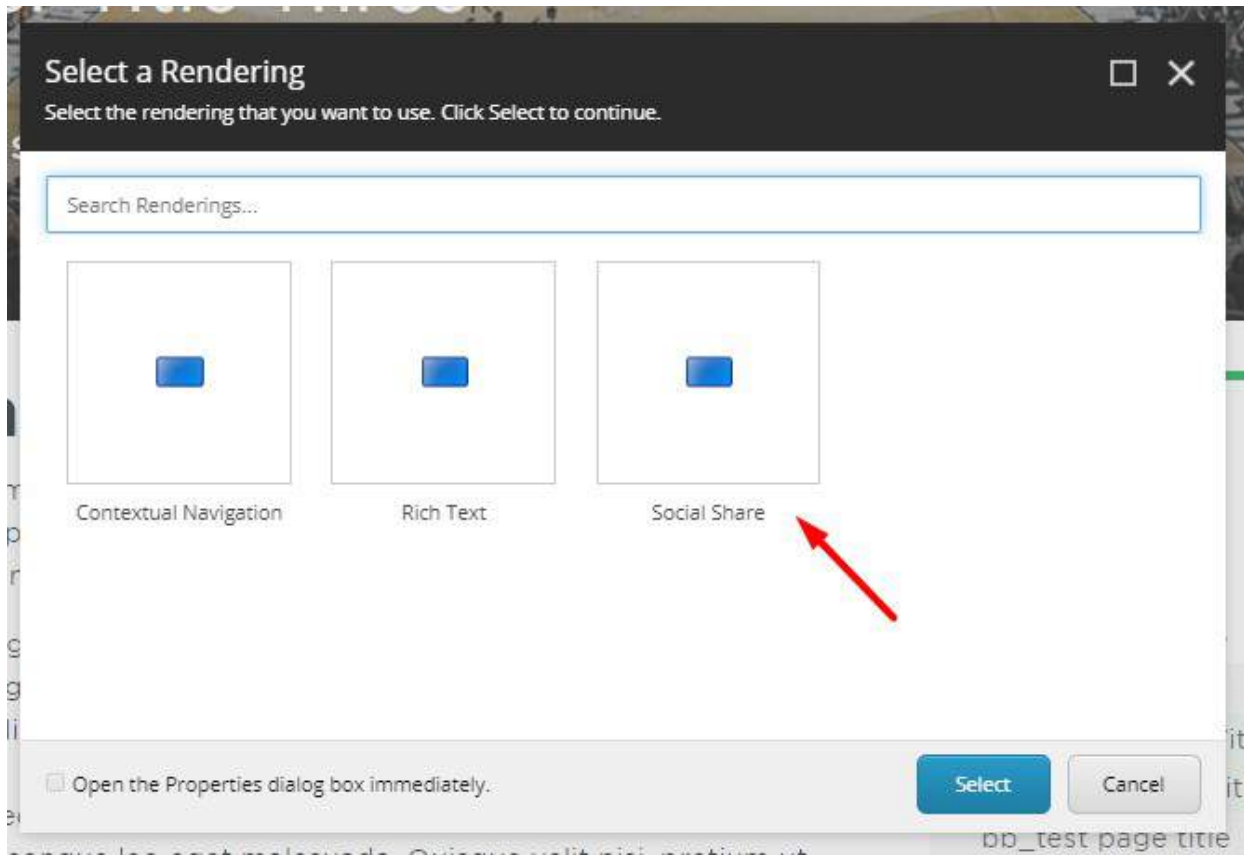 Select a Rendering
Select the rendering that you want to use. Click Select to continue.
Search Renderings...
Contextual Navigation
Rich Text
Social Share
Open the Properties dialog box immediately.
Select
Cancel
bb_test page title